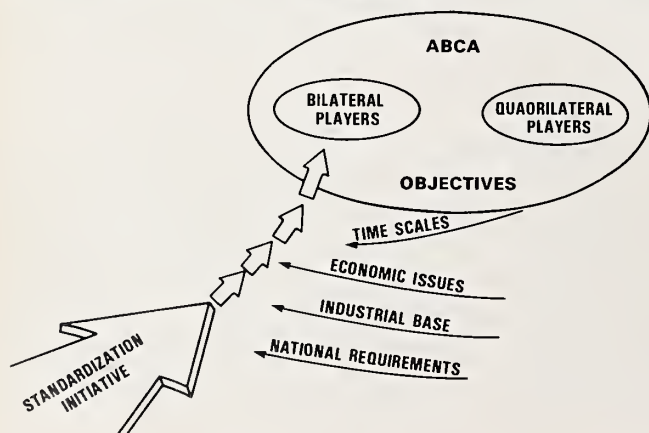 ABCA
BILATERAL
PLAYERS
QUAORILATERAL
PLAYERS
OBJECTIVES
TIME SCALES
ECONOMIC ISSUES
INDUSTRIAL BASE
NATIONAL REQUIREMENTS
STANDARDIZATION
INITIATIVE